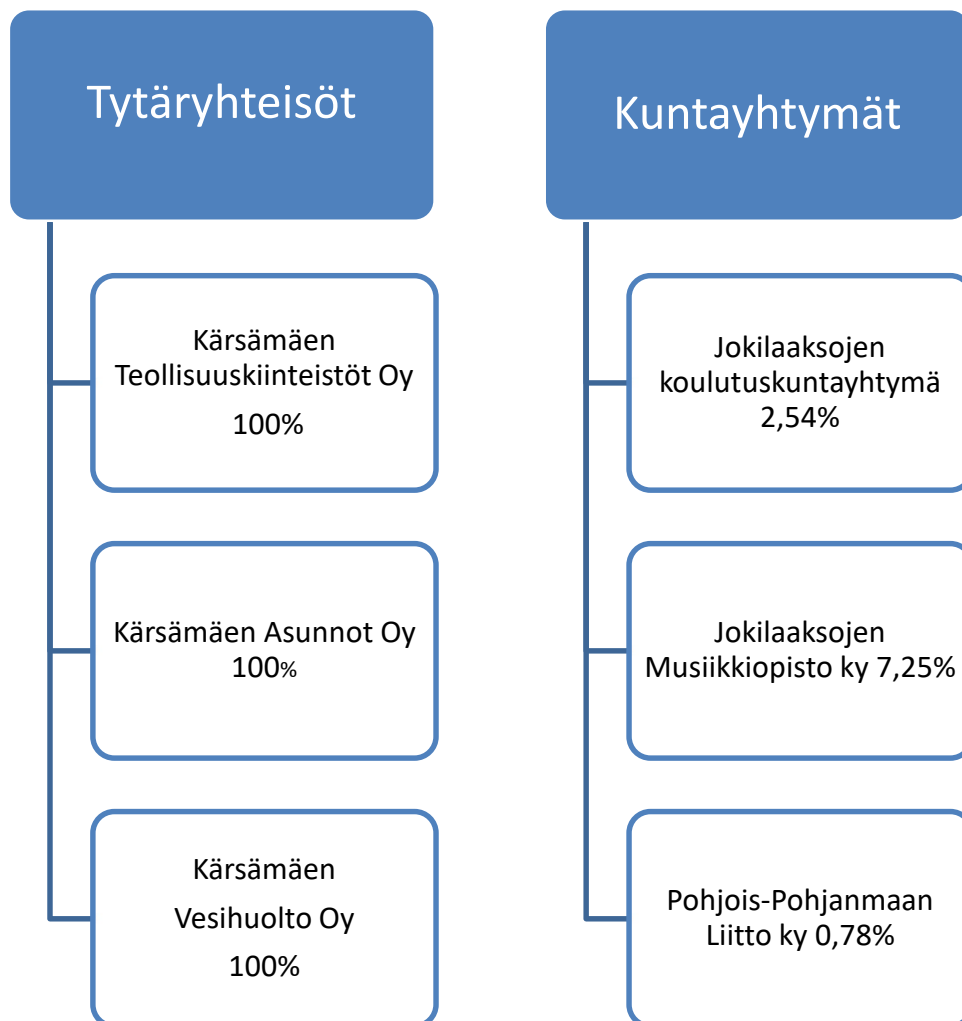 Tytäryhteisöt
Kärsämäen
Teollisuuskiinteistöt Oy
100%
Kärsämäen Asunnot Oy
100%
Kärsämäen
Vesihuolto Oy
100%
Kuntayhtymät
Jokilaaksojen
koulutuskuntayhtymä
2,54%
Jokilaaksojen
Musiikkiopisto ky 7,25%
Pohjois-Pohjanmaan
Liitto ky 0,78%